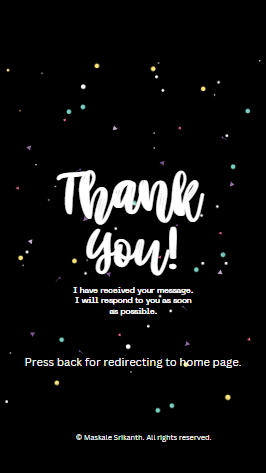 Thank
You!
I have received your message.
I will respond to you as soon
as possible.
Press back for redirecting to home page.
© Maskale Srikanth. All rights reserved.